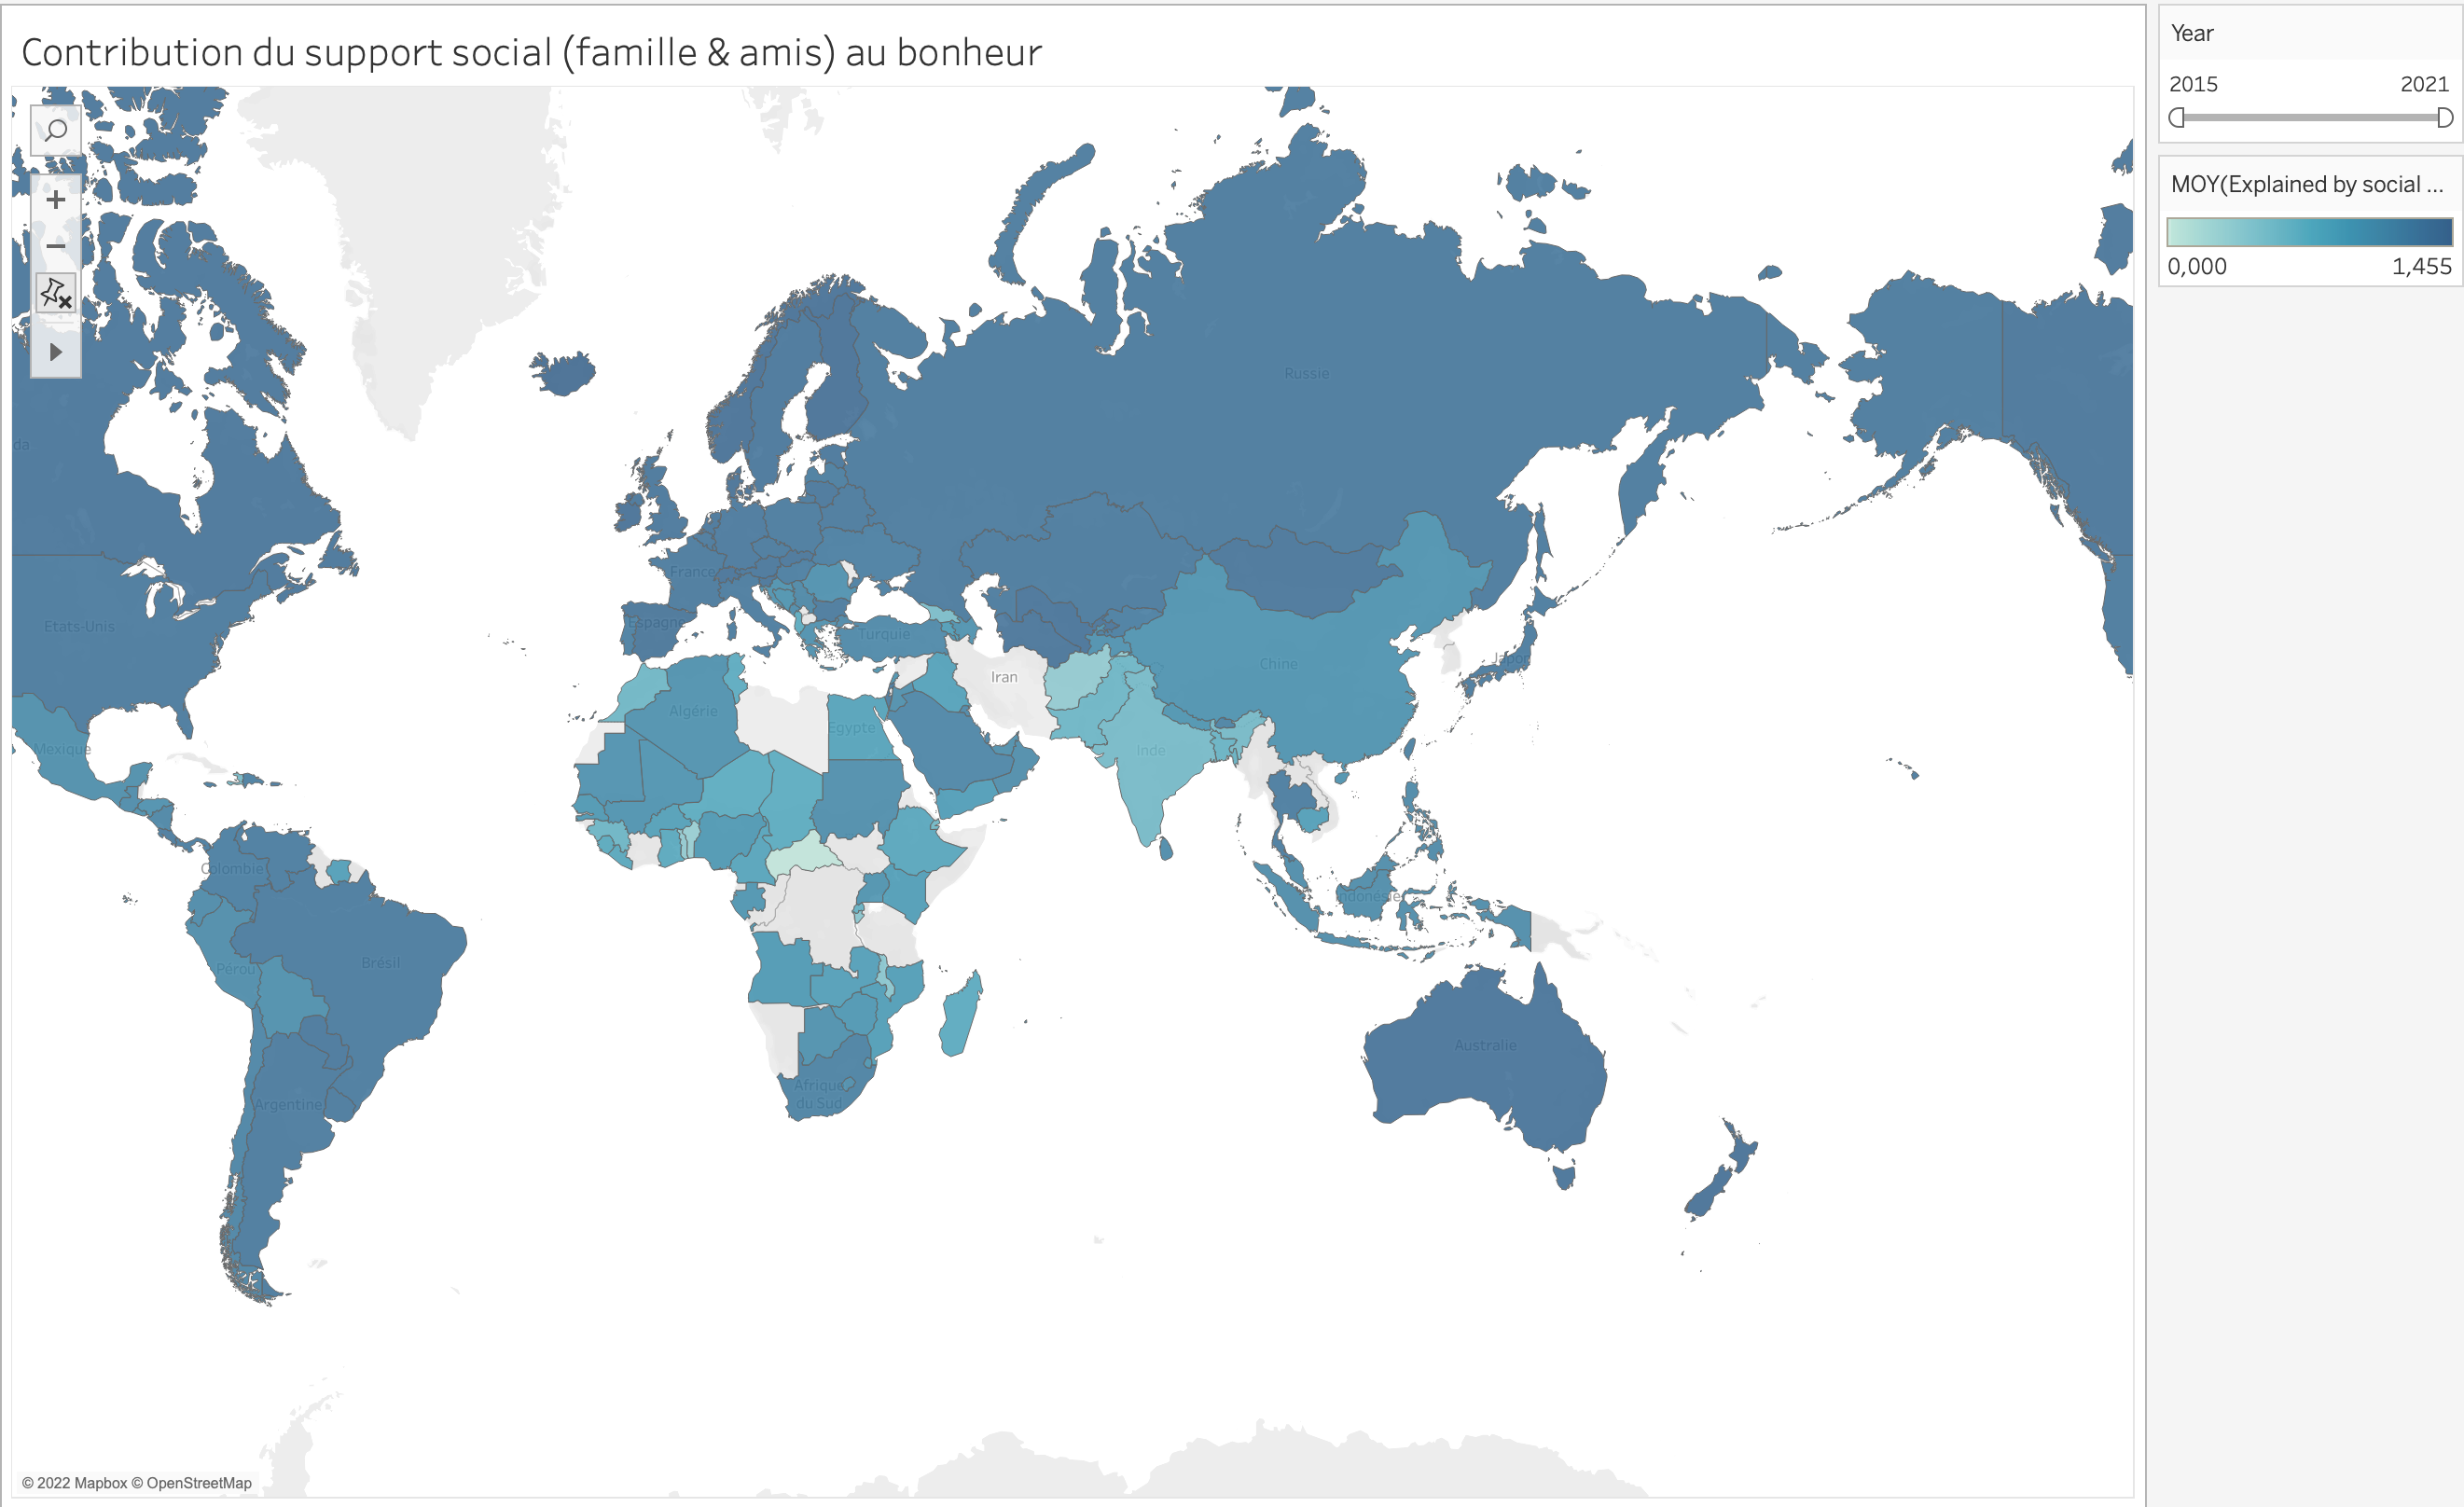 Contribution du support social (famille & amis) au bonheur
Year
2015 2021
MOY(Explained by social ...
0,000 1,455
Russie
da
France
Etats-Unis
Espagne
Turquie
Chine
Japon
Iran
Algérie
Egypte
Mexique
Inde
Colombie
Indonésie
Pérou
Brésil
Australie
Afrique
du Sud
Argentine
© 2022 Mapbox © OpenStreetMap